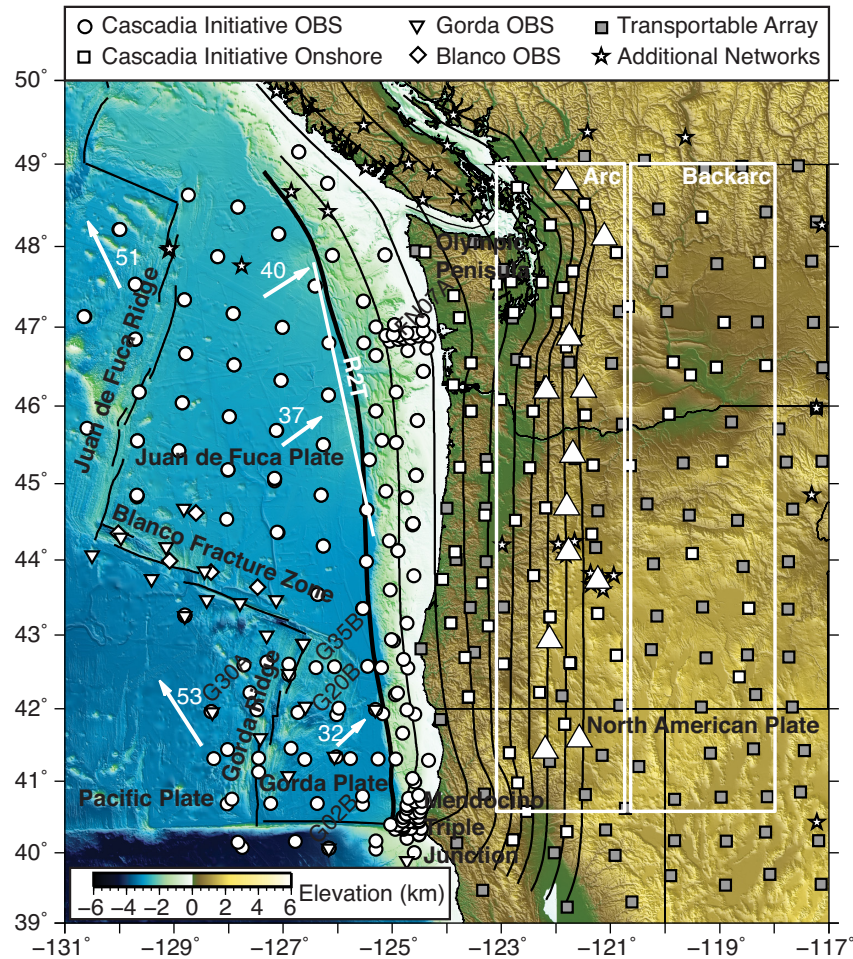 Cascadia Initiative OBS
Gorda OBS
Transportable Array
Cascadia Initiative Onshore
Blanco OBS
Additional Networks
50°
49°
48°
47°
46°
45°
44°
43°
42°
41°
40°
39°
Arc
Backarc
Olympic
Penisula
51
40
FN07A
Juan de Fuca Ridge
R2T
37
Juan de Fuca Plate
Blanco Fracture Zone
G35B
G30A
53
G20B
Gorda Ridge
32
North American Plate
Gorda Plate
Pacific Plate
G02B
Mendocino
Triple
Junction
Elevation (km)
−6 −4 −2 0 2 4 6
−131° −129° −127° −125° −123° −121° −119° −117°